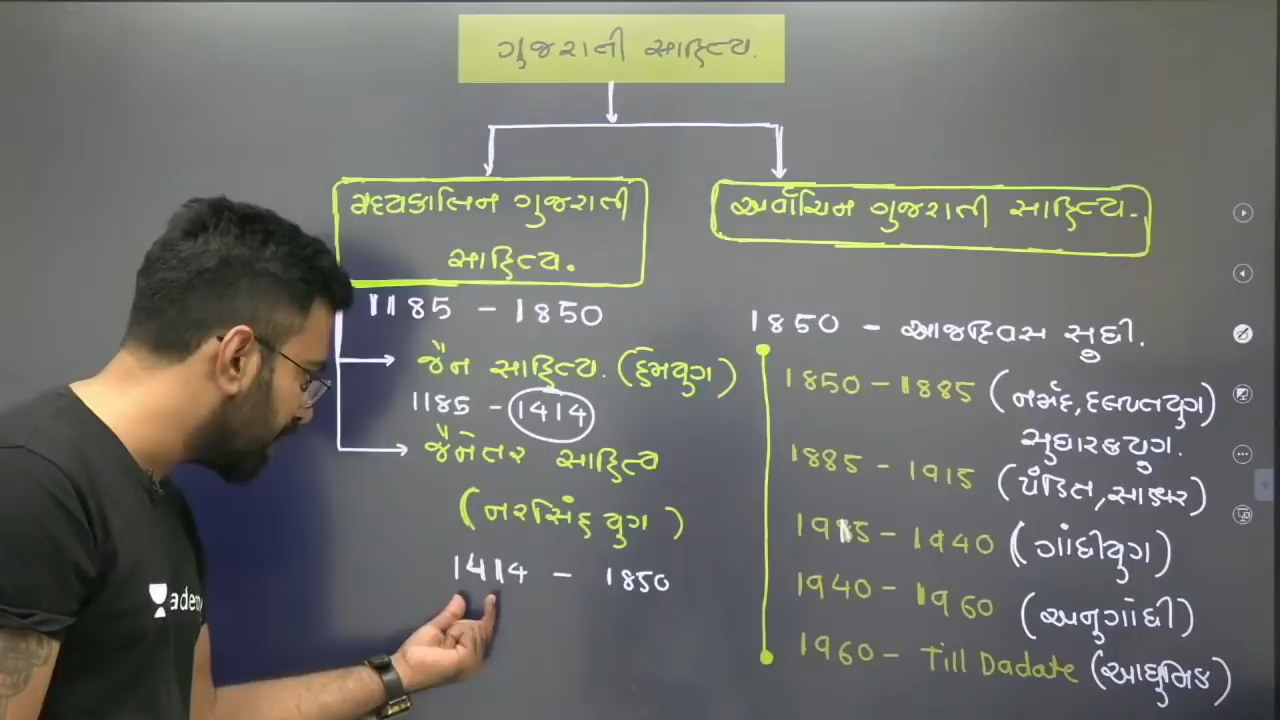 ગુજરાતી સાહિત્ય.
મધ્યકાલિન ગુજરાતી
સાહિત્ય.
1185 - 1850
જૈન સાહિત્ય. (હેમયુગ)
1185 - 1414
જૈનેતર સાહિત્ય
(નરસિંહ યુગ)
1414 - 1850
અર્વાચિન ગુજરાતી સાહિત્ય.
1850 - આજદિવસ સુધી.
1850 - 1885 (નર્મદ, દલપતયુગ)
સુધારકયુગ.
1885 - 1915 (પંડિત, સાક્ષર)
1915 - 1940 (ગાંધીયુગ)
1940 - 1960 (અનુગાંધી)
1960 - Till Dadate (આધુનિક)
adem